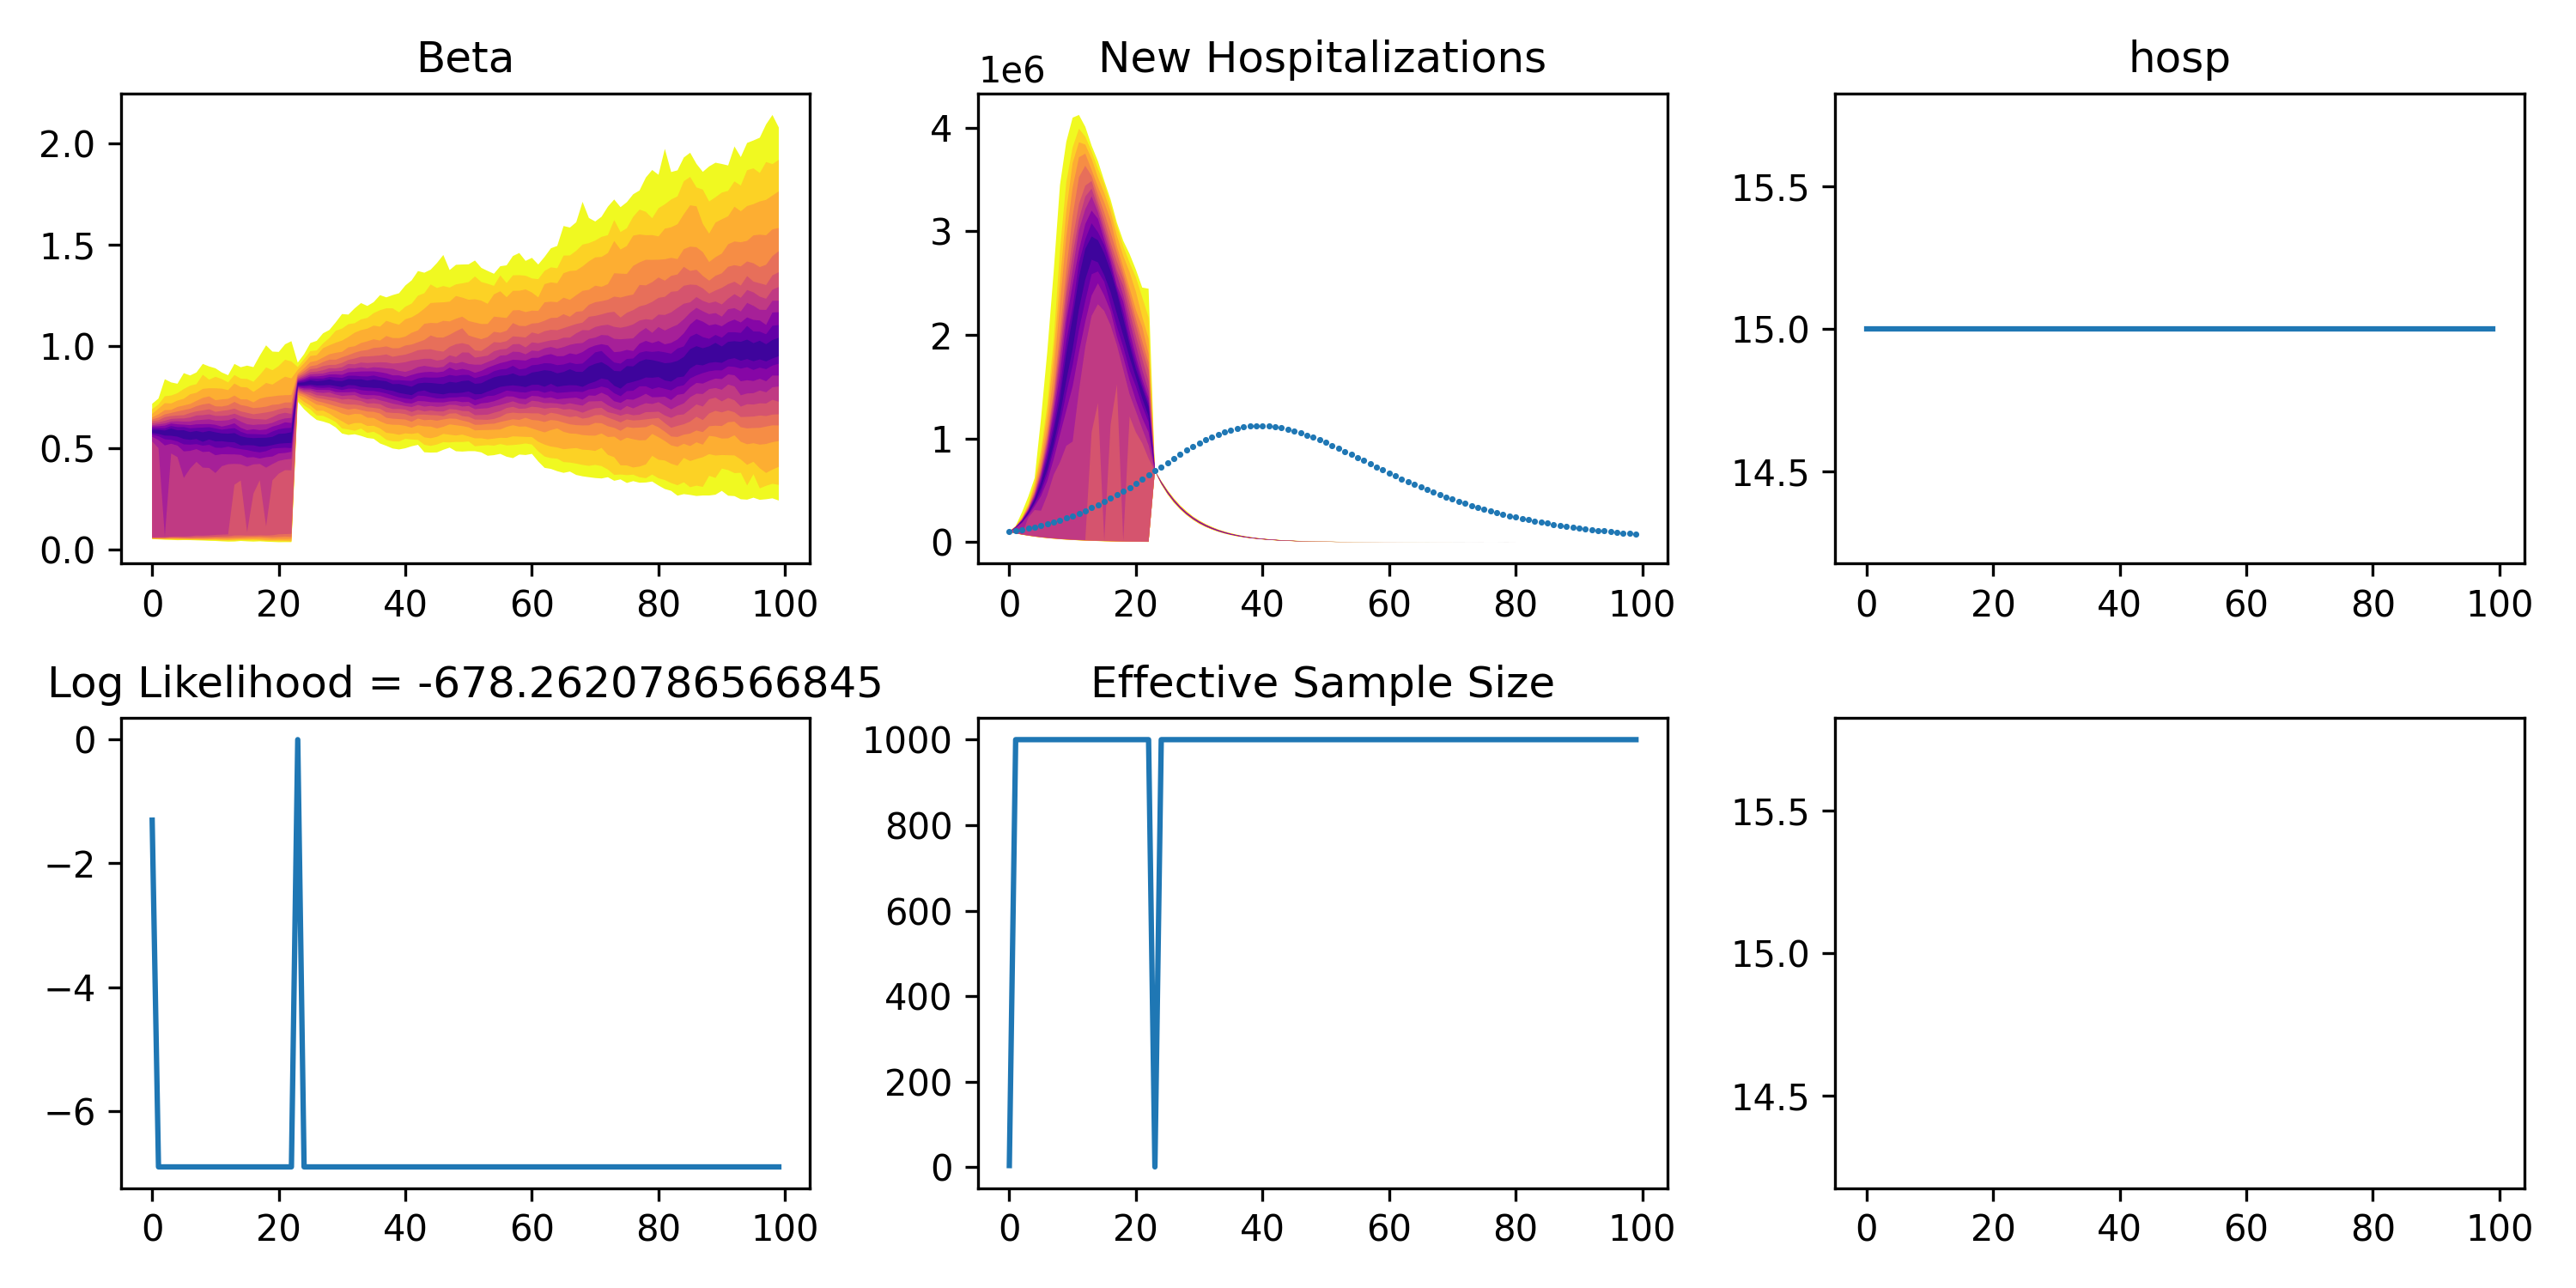 Beta
2.0
1.5
1.0
0.5
0.0
0 20 40 60 80 100
New Hospitalizations
1e6
4
3
2
1
0
0 20 40 60 80 100
hosp
15.5
15.0
14.5
0 20 40 60 80 100
Log Likelihood = -678.2620786566845
0
−2
−4
−6
0 20 40 60 80 100
Effective Sample Size
1000
800
600
400
200
0
0 20 40 60 80 100
15.5
15.0
14.5
0 20 40 60 80 100